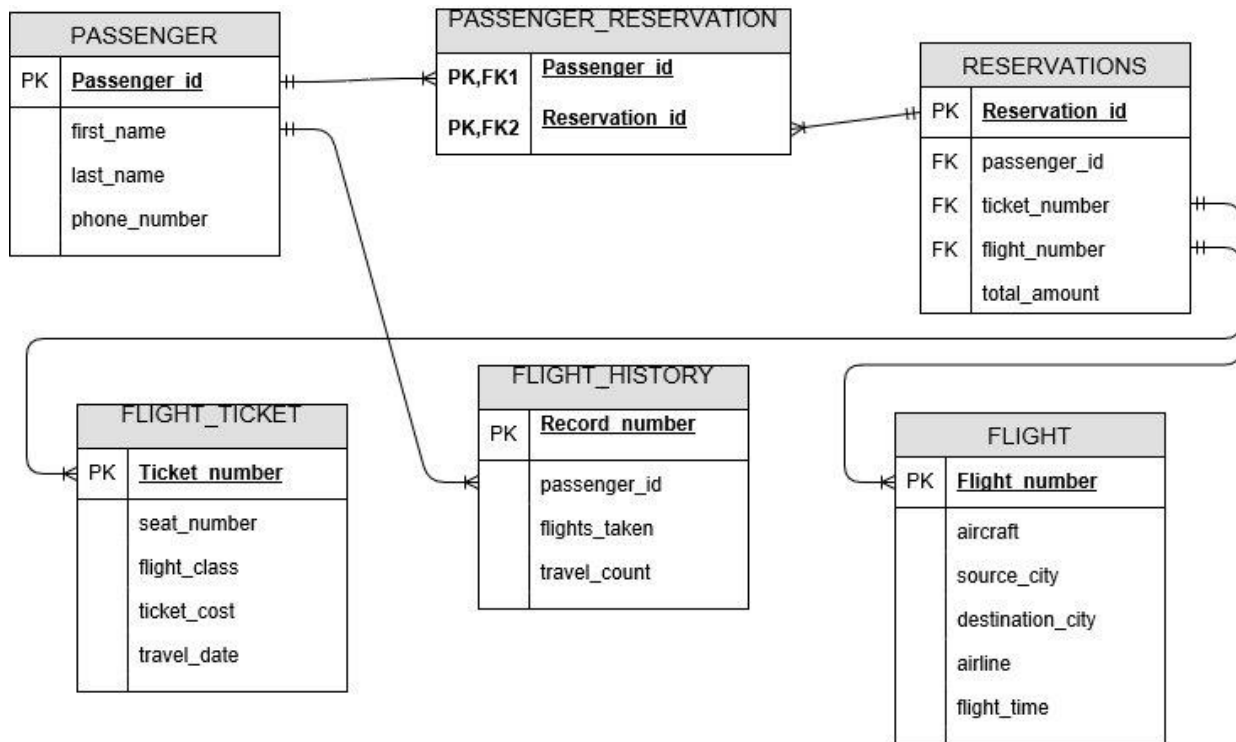 PASSENGER
PK Passenger_id
first_name
last_name
phone_number
PASSENGER_RESERVATION
PK,FK1 Passenger_id
PK,FK2 Reservation_id
RESERVATIONS
PK Reservation_id
FK passenger_id
FK ticket_number
FK flight_number
total_amount
FLIGHT_TICKET
PK Ticket_number
seat_number
flight_class
ticket_cost
travel_date
FLIGHT_HISTORY
PK Record_number
passenger_id
flights_taken
travel_count
FLIGHT
PK Flight_number
aircraft
source_city
destination_city
airline
flight_time